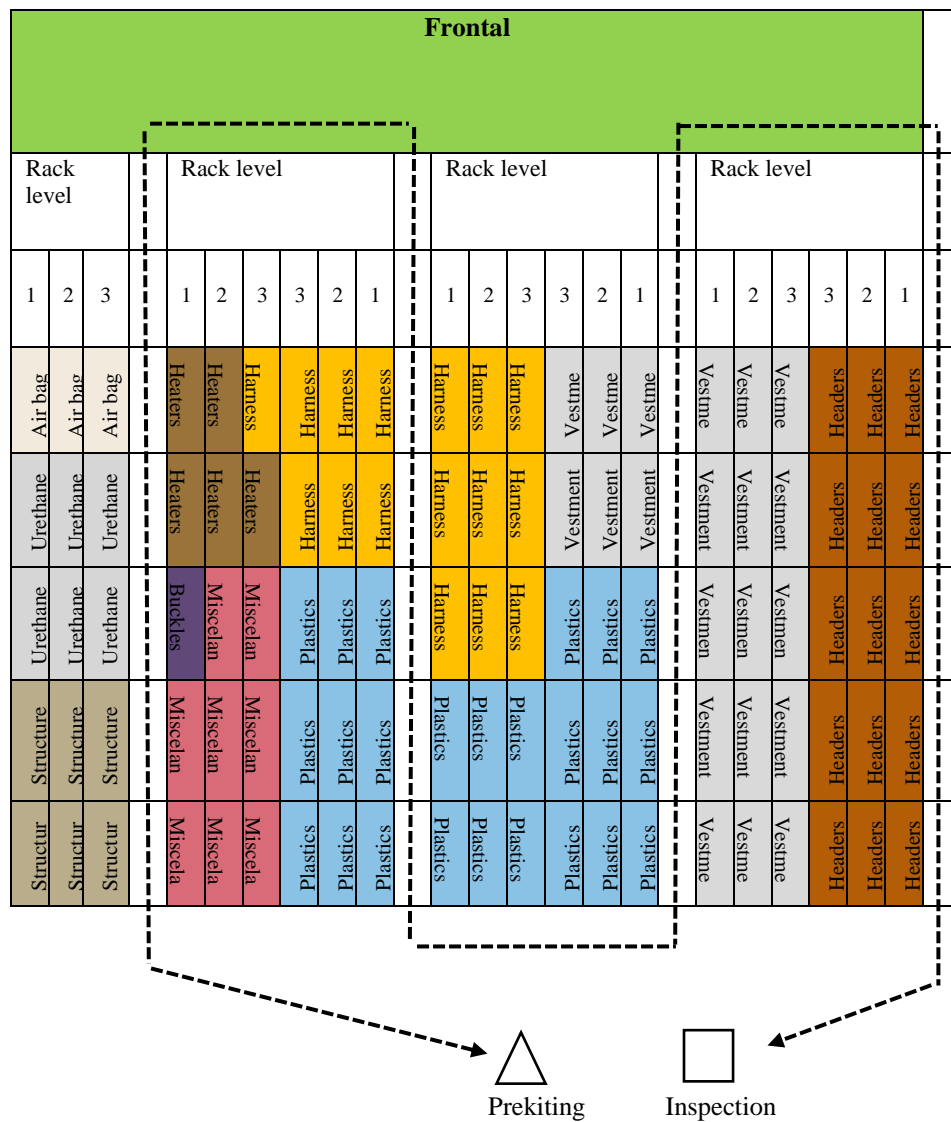 Frontal
Rack
level
Rack level
Rack level
Rack level
1 2 3 1 2 3 3 2 1 1 2 3 3 2 1 1 2 3 3 2 1
Air bag Air bag Air bag Heaters Heaters Harness Harness Harness Harness Harness Harness Harness Vestme Vestme Vestme Vestme Vestme Vestme Headers Headers Headers
Urethane Urethane Urethane Heaters Heaters Heaters Harness Harness Harness Harness Harness Harness Vestment Vestment Vestment Vestment Vestment Vestment Headers Headers Headers
Urethane Urethane Urethane Buckles Miscelan Miscelan Plastics Plastics Plastics Harness Harness Harness Plastics Plastics Plastics Vestmen Vestmen Vestmen Headers Headers Headers
Structure Structure Structure Miscelan Miscelan Miscelan Plastics Plastics Plastics Plastics Plastics Plastics Plastics Plastics Plastics Vestment Vestment Vestment Headers Headers Headers
Structur Structur Structur Miscela Miscela Miscela Plastics Plastics Plastics Plastics Plastics Plastics Plastics Plastics Plastics Vestme Vestme Vestme Headers Headers Headers
Prekiting Inspection